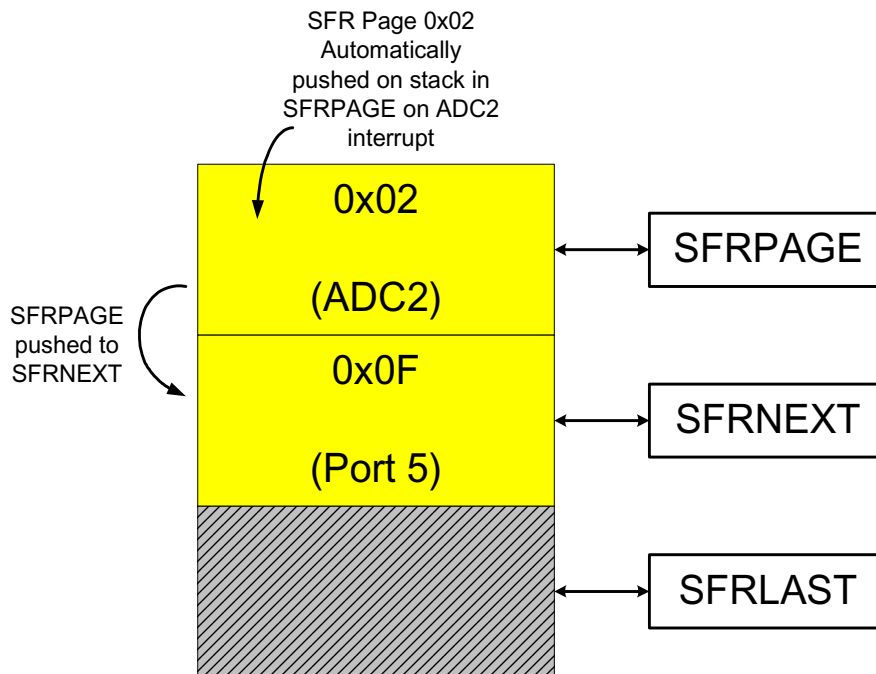 SFR Page 0x02
Automatically
pushed on stack in
SFRPAGE on ADC2
interrupt
0x02
(ADC2)
SFRPAGE
SFRPAGE
pushed to
SFRNEXT
0x0F
(Port 5)
SFRNEXT
SFRLAST